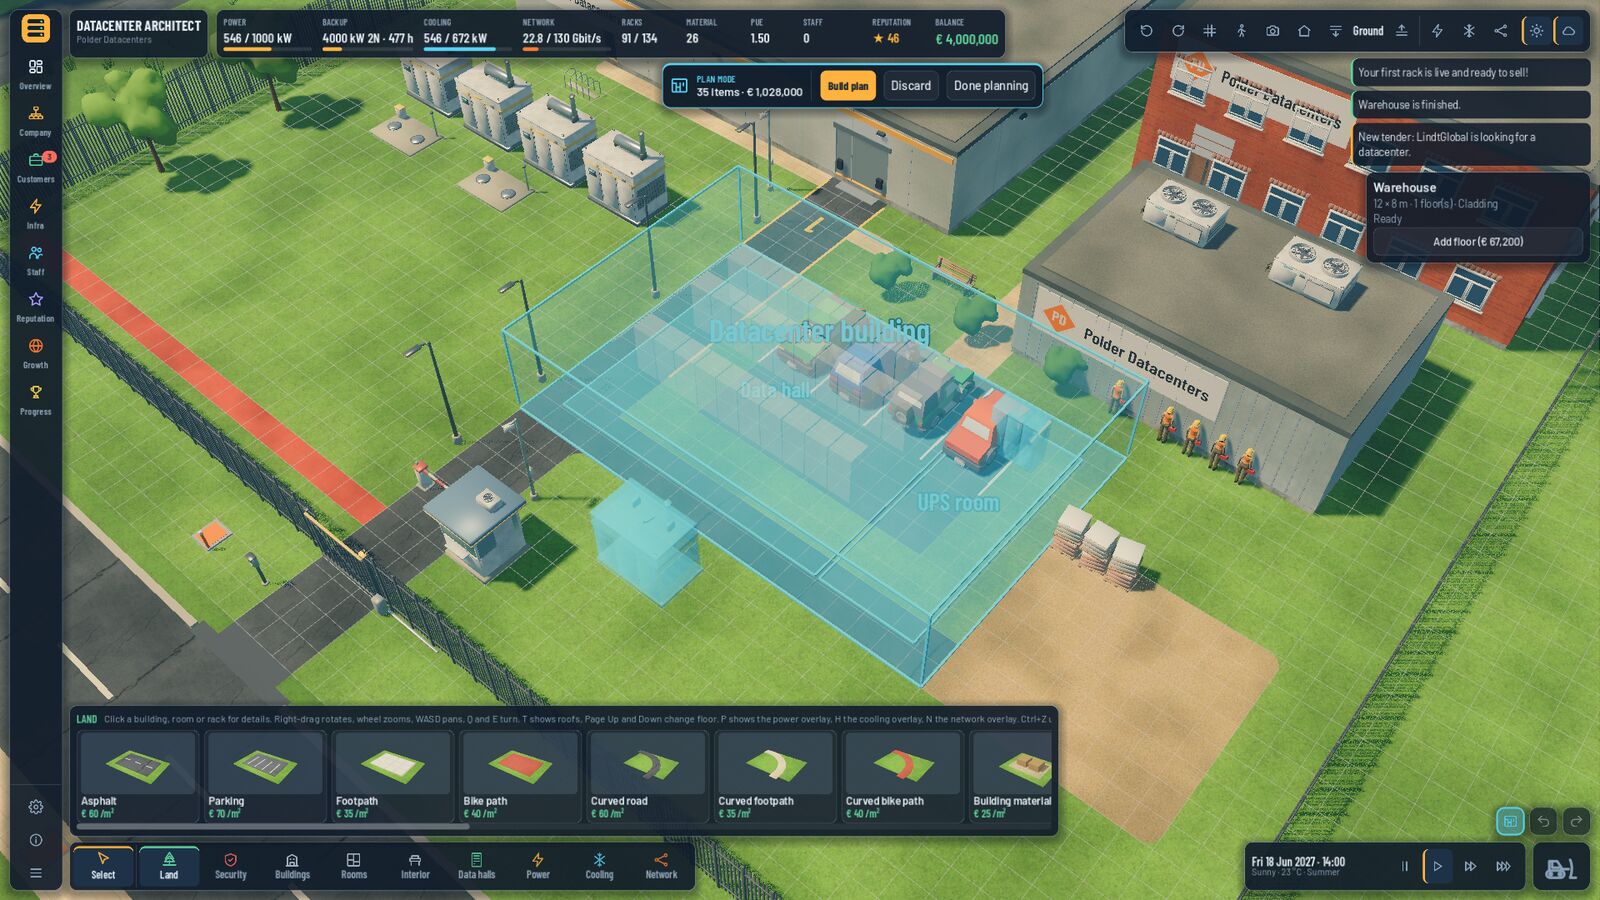 DATACENTER ARCHITECT
Polder Datacenters
POWER
546 / 1000 kW
BACKUP
4000 kW 2N · 477 h
COOLING
546 / 672 kW
NETWORK
22.8 / 130 Gbit/s
RACKS
91 / 134
MATERIAL
26
PUE
1.50
STAFF
0
REPUTATION
★ 46
BALANCE
€ 4,000,000
Ground
PLAN MODE
35 items · € 1,028,000
Build plan
Discard
Done planning
Your first rack is live and ready to sell!
Warehouse is finished.
New tender: LindtGlobal is looking for a
datacenter.
Warehouse
12 × 8 m · 1 floor(s) · Cladding
Ready
Add floor (€ 67,200)
Overview
Company
3
Customers
Infra
Staff
Reputation
Growth
Progress
Polder Datacenters
PD
Polder Datacenters
1
Datacenter building
Data hall
UPS room
LAND
Click a building, room or rack for details. Right-drag rotates, wheel zooms, WASD pans, Q and E turn. T shows roofs, Page Up and Down change floor. P shows the power overlay, H the cooling overlay, N the network overlay. Ctrl+Z
Asphalt
€ 60 /m²
Parking
€ 70 /m²
Footpath
€ 35 /m²
Bike path
€ 40 /m²
Curved road
€ 60 /m²
Curved footpath
€ 35 /m²
Curved bike path
€ 40 /m²
Building material
€ 25 /m²
Select
Land
Security
Buildings
Rooms
Interior
Data halls
Power
Cooling
Network
Fri 18 Jun 2027 · 14:00
Sunny · 23 °C · Summer